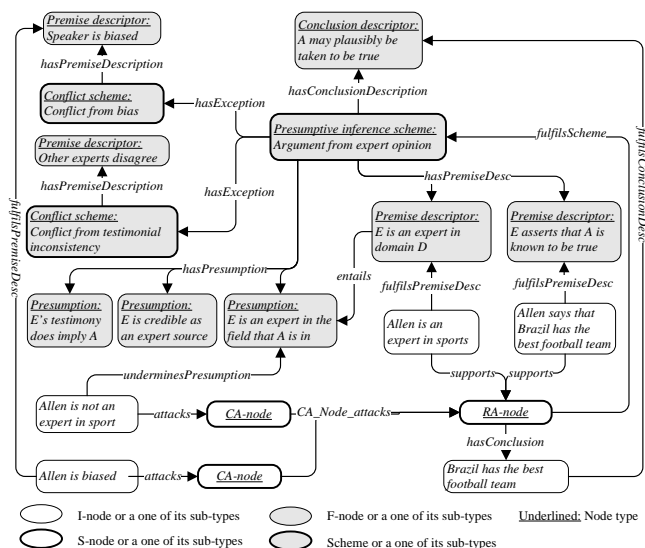 Premise descriptor:
Speaker is biased
Conclusion descriptor:
A may plausibly be
taken to be true
hasPremiseDescription
hasConclusionDescription
Conflict scheme:
Conflict from bias
hasException
Presumptive inference scheme:
Argument from expert opinion
fulfilsScheme
Premise descriptor:
Other experts disagree
hasPremiseDescription
hasException
hasPremiseDesc
Conflict scheme:
Conflict from testimonial
inconsistency
Premise descriptor:
E is an expert in
domain D
Premise descriptor:
E asserts that A is
known to be true
fulfilsPremiseDesc
fulfilsConclusionDesc
hasPresumption
entails
fulfilsPremiseDesc
fulfilsPremiseDesc
Presumption:
E's testimony
does imply A
Presumption:
E is credible as
an expert source
Presumption:
E is an expert in the
field that A is in
Allen is an
expert in sports
Allen says that
Brazil has the
best football team
underminesPresumption
supports
supports
Allen is not an
expert in sport
attacks
CA-node
CA_Node_attacks
RA-node
hasConclusion
Allen is biased
attacks
CA-node
Brazil has the best
football team
I-node or a one of its sub-types
F-node or a one of its sub-types
Underlined: Node type
S-node or a one of its sub-types
Scheme or a one of its sub-types